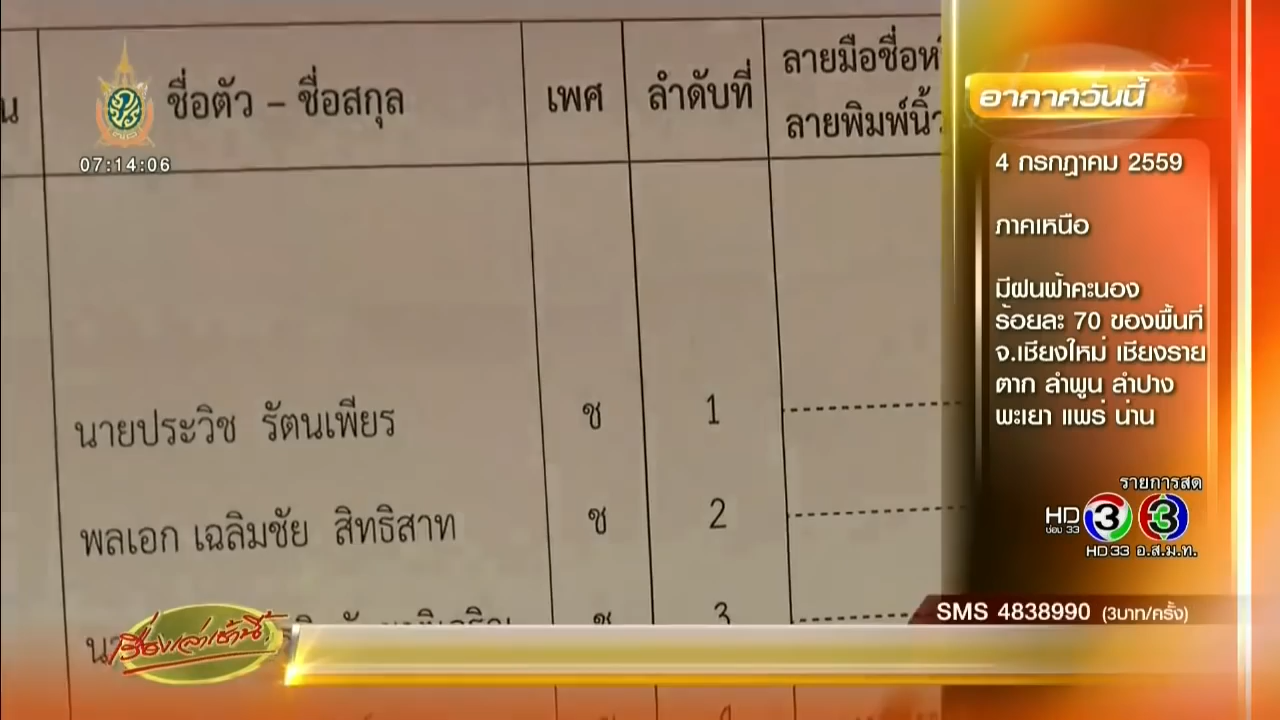 ชื่อตัว – ชื่อสกุล
เพศ
ลำดับที่
ลายมือชื่อ
07:14:06
นายประวิช รัตนเพียร
ช
1
พลเอก เฉลิมชัย สิทธิสาท
ช
2
3
อากาศวันนี้
4 กรกฎาคม 2559
ภาคเหนือ
มีฝนฟ้าคะนอง
ร้อยละ 70 ของพื้นที่
จ.เชียงใหม่ เชียงราย
ตาก ลำพูน ลำปาง
พะเยา แพร่ น่าน
รายการสด
HD 3 3
ช่อง 33
HD33 อ.ส.ม.ท.
SMS 4838990 (3บาท/ครั้ง)
เรื่องเล่าเช้านี้